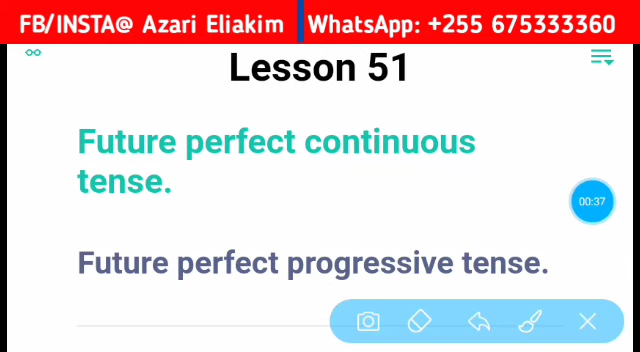 FB/INSTA@ Azari Eliakim WhatsApp: +255 675333360
Lesson 51
Future perfect continuous
tense.
00:37
Future perfect progressive tense.